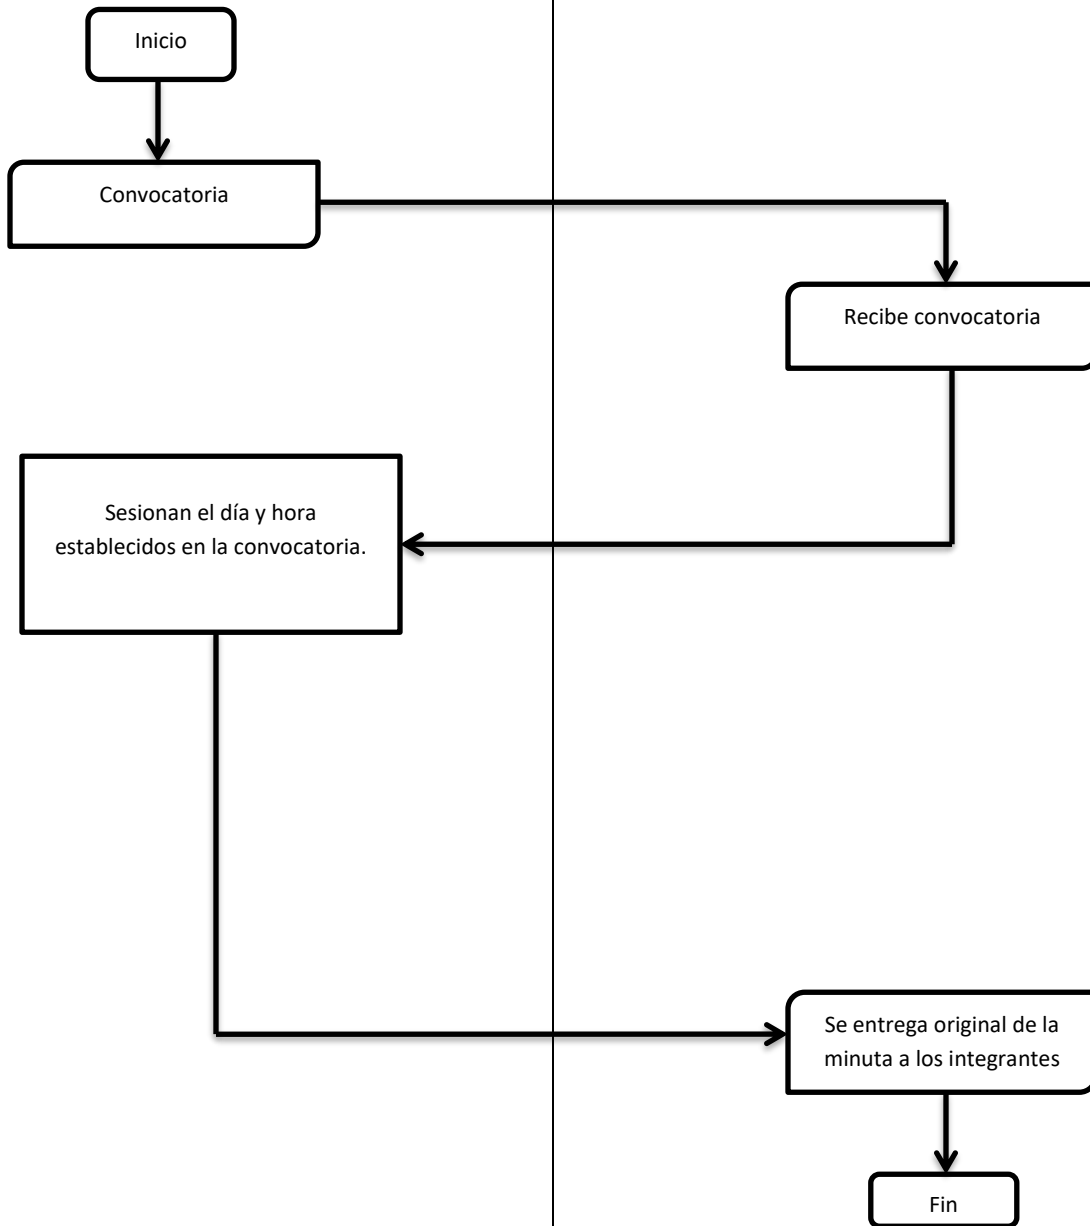 Inicio
Convocatoria
Recibe convocatoria
Sesionan el día y hora
establecidos en la convocatoria.
Se entrega original de la
minuta a los integrantes
Fin